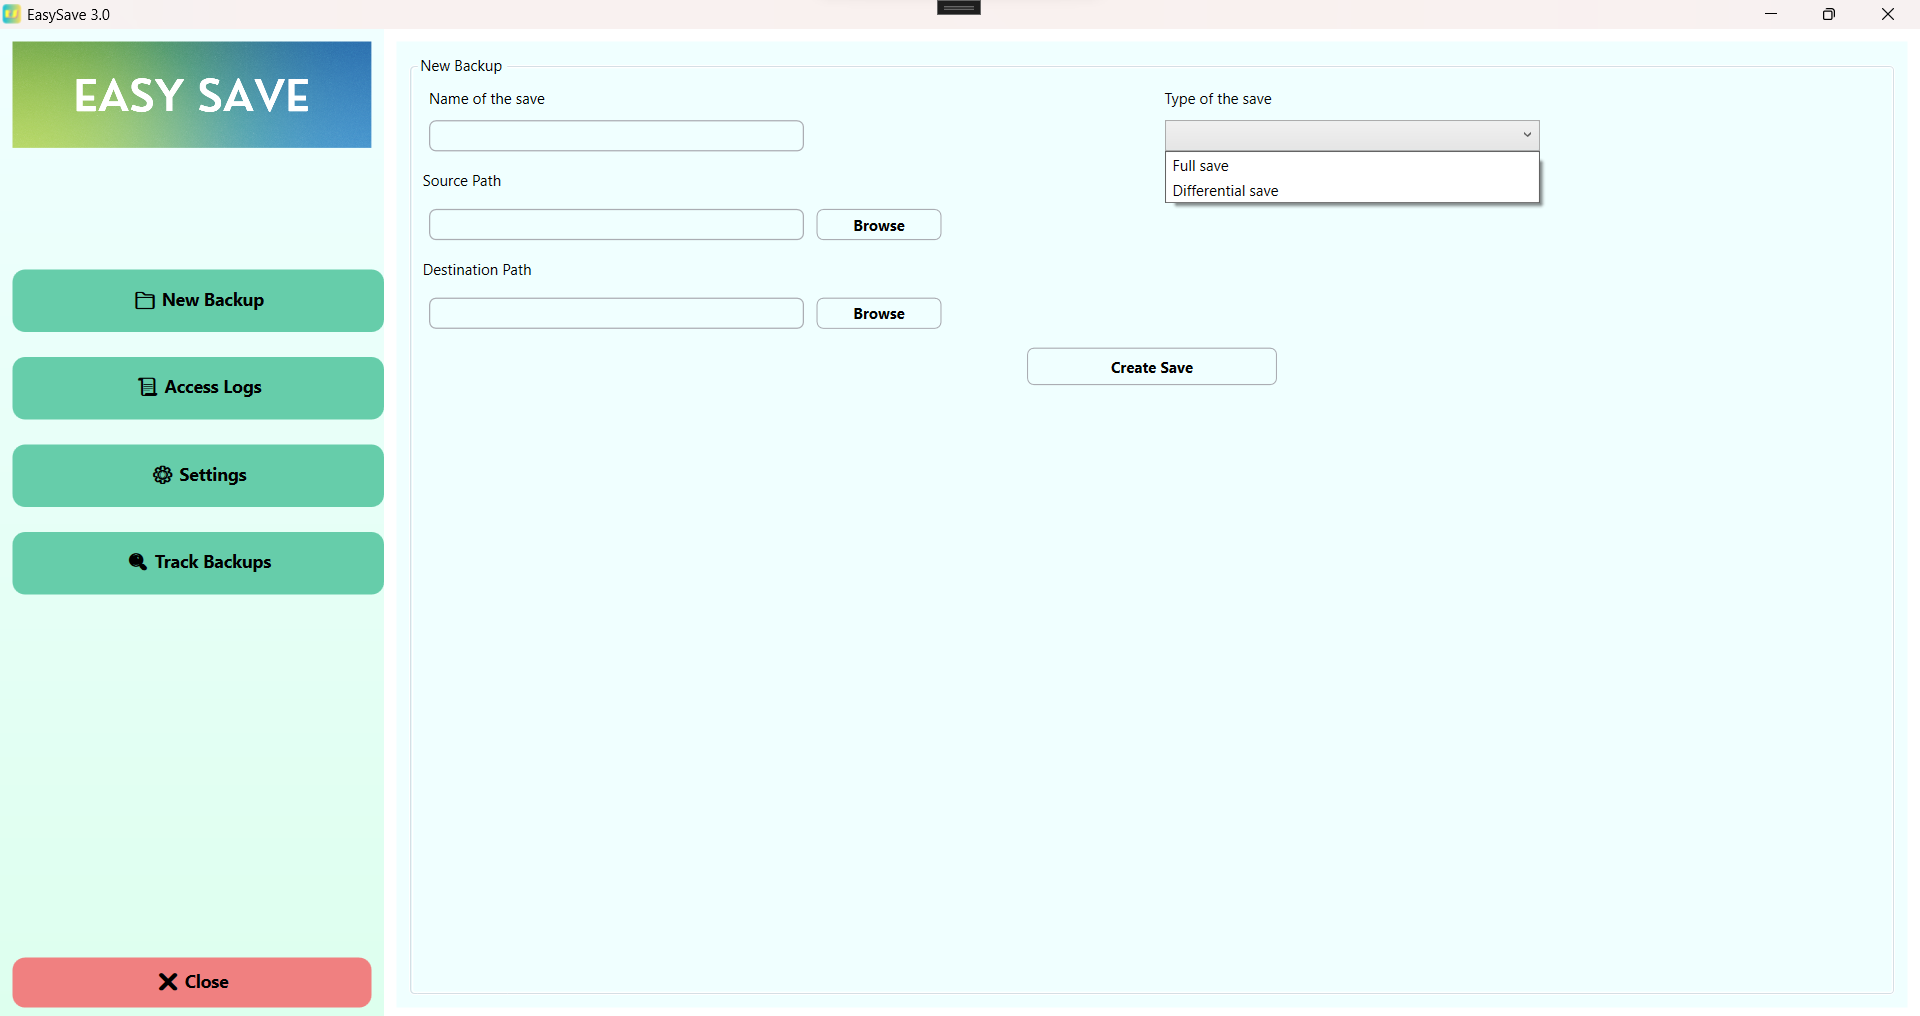 EasySave 3.0
EASY SAVE
New Backup
Access Logs
Settings
Track Backups
Close
New Backup
Name of the save
Source Path
Browse
Destination Path
Browse
Type of the save
Full save
Differential save
Create Save